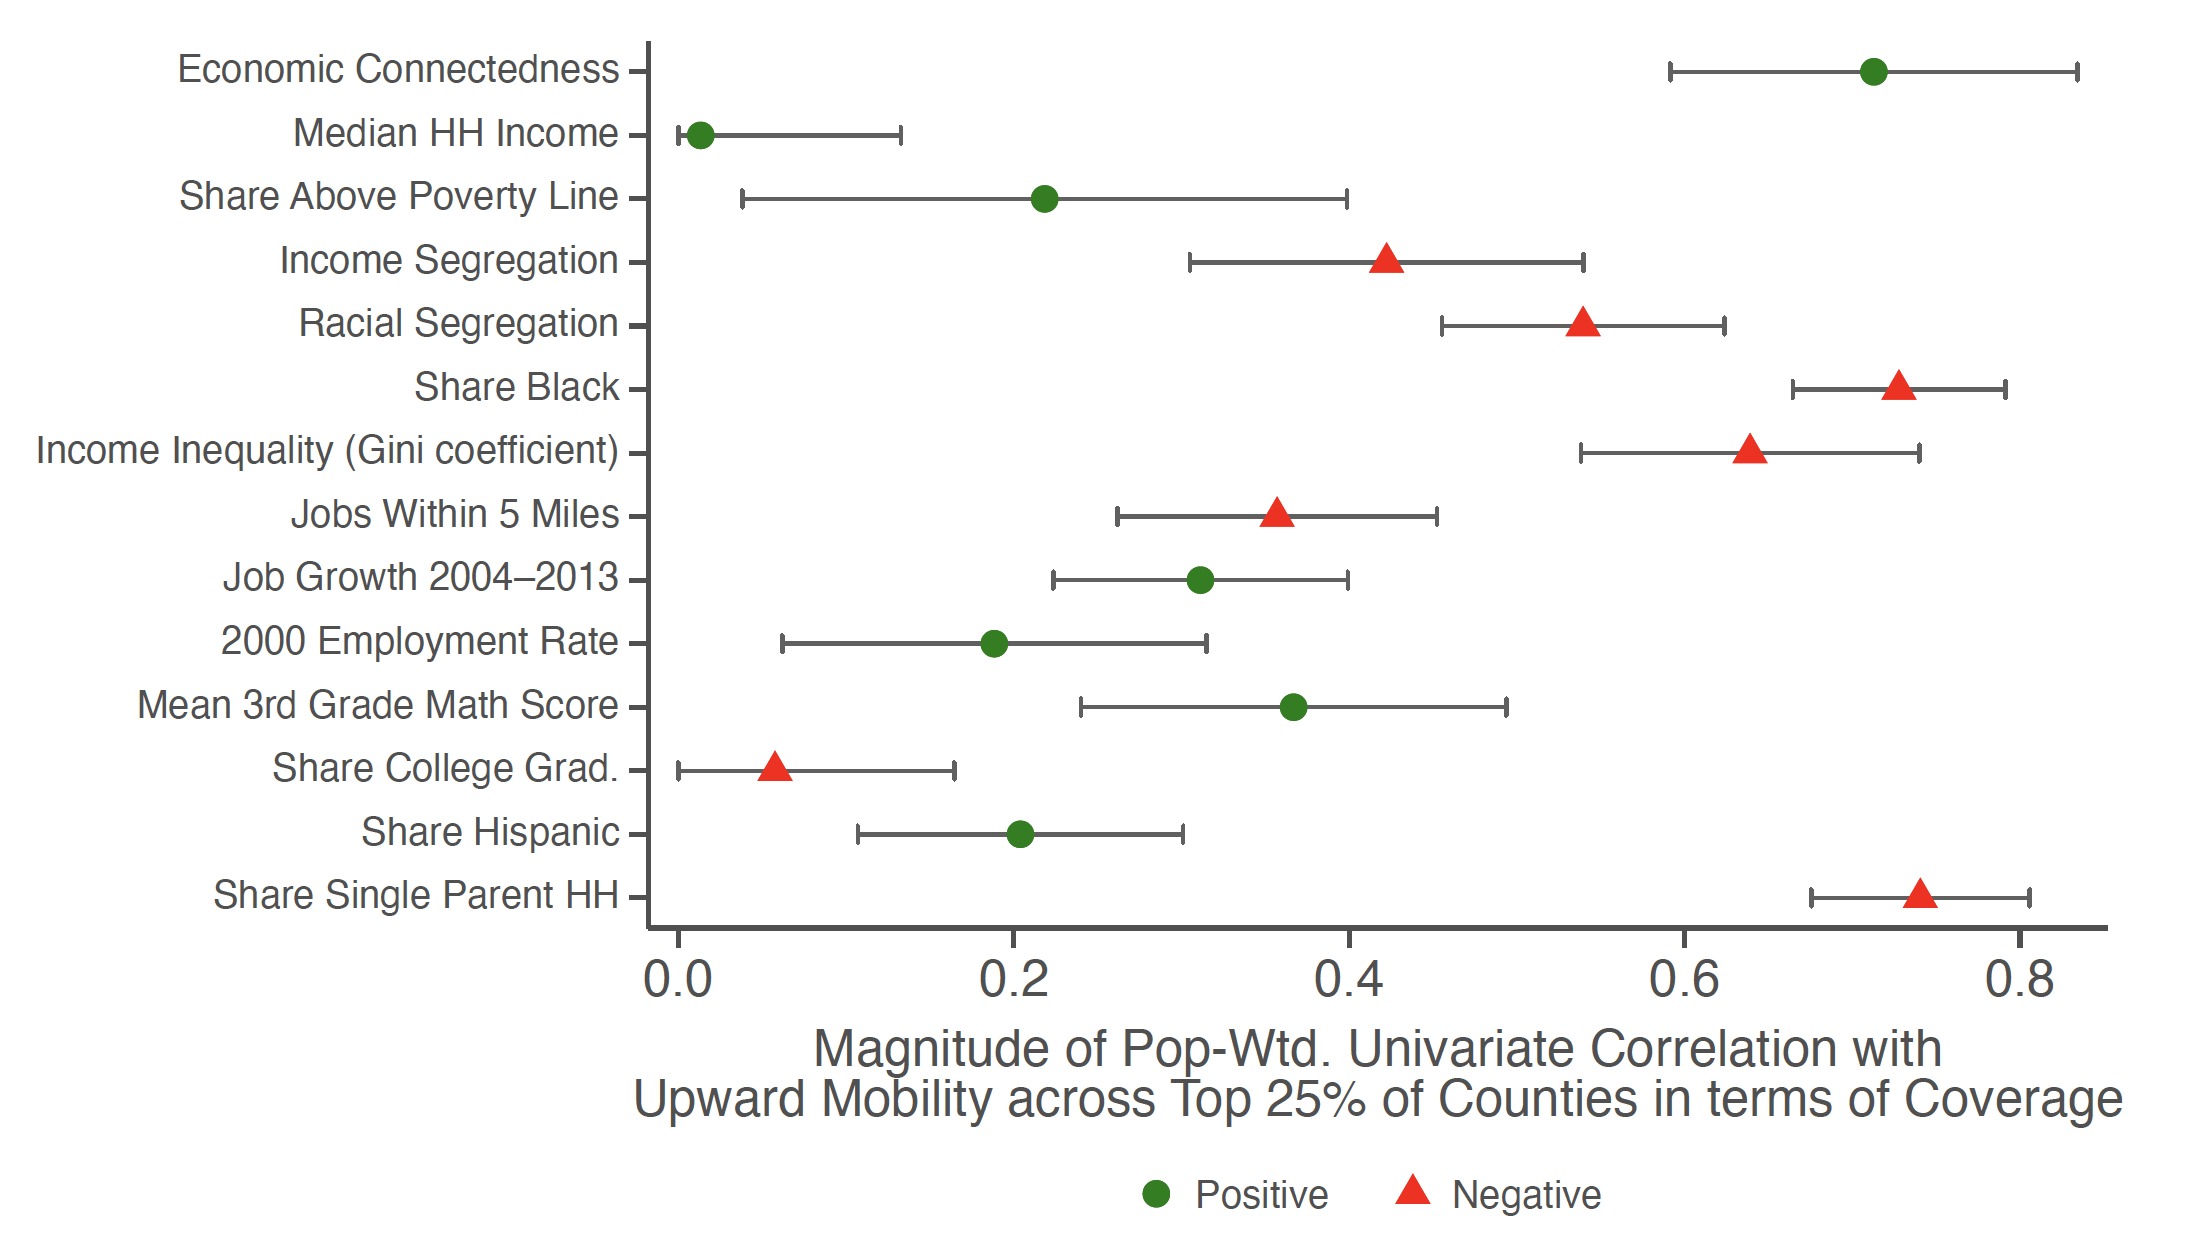 Economic Connectedness
Median HH Income
Share Above Poverty Line
Income Segregation
Racial Segregation
Share Black
Income Inequality (Gini coefficient)
Jobs Within 5 Miles
Job Growth 2004–2013
2000 Employment Rate
Mean 3rd Grade Math Score
Share College Grad.
Share Hispanic
Share Single Parent HH
0.0 0.2 0.4 0.6 0.8
Magnitude of Pop-Wtd. Univariate Correlation with
Upward Mobility across Top 25% of Counties in terms of Coverage
Positive Negative